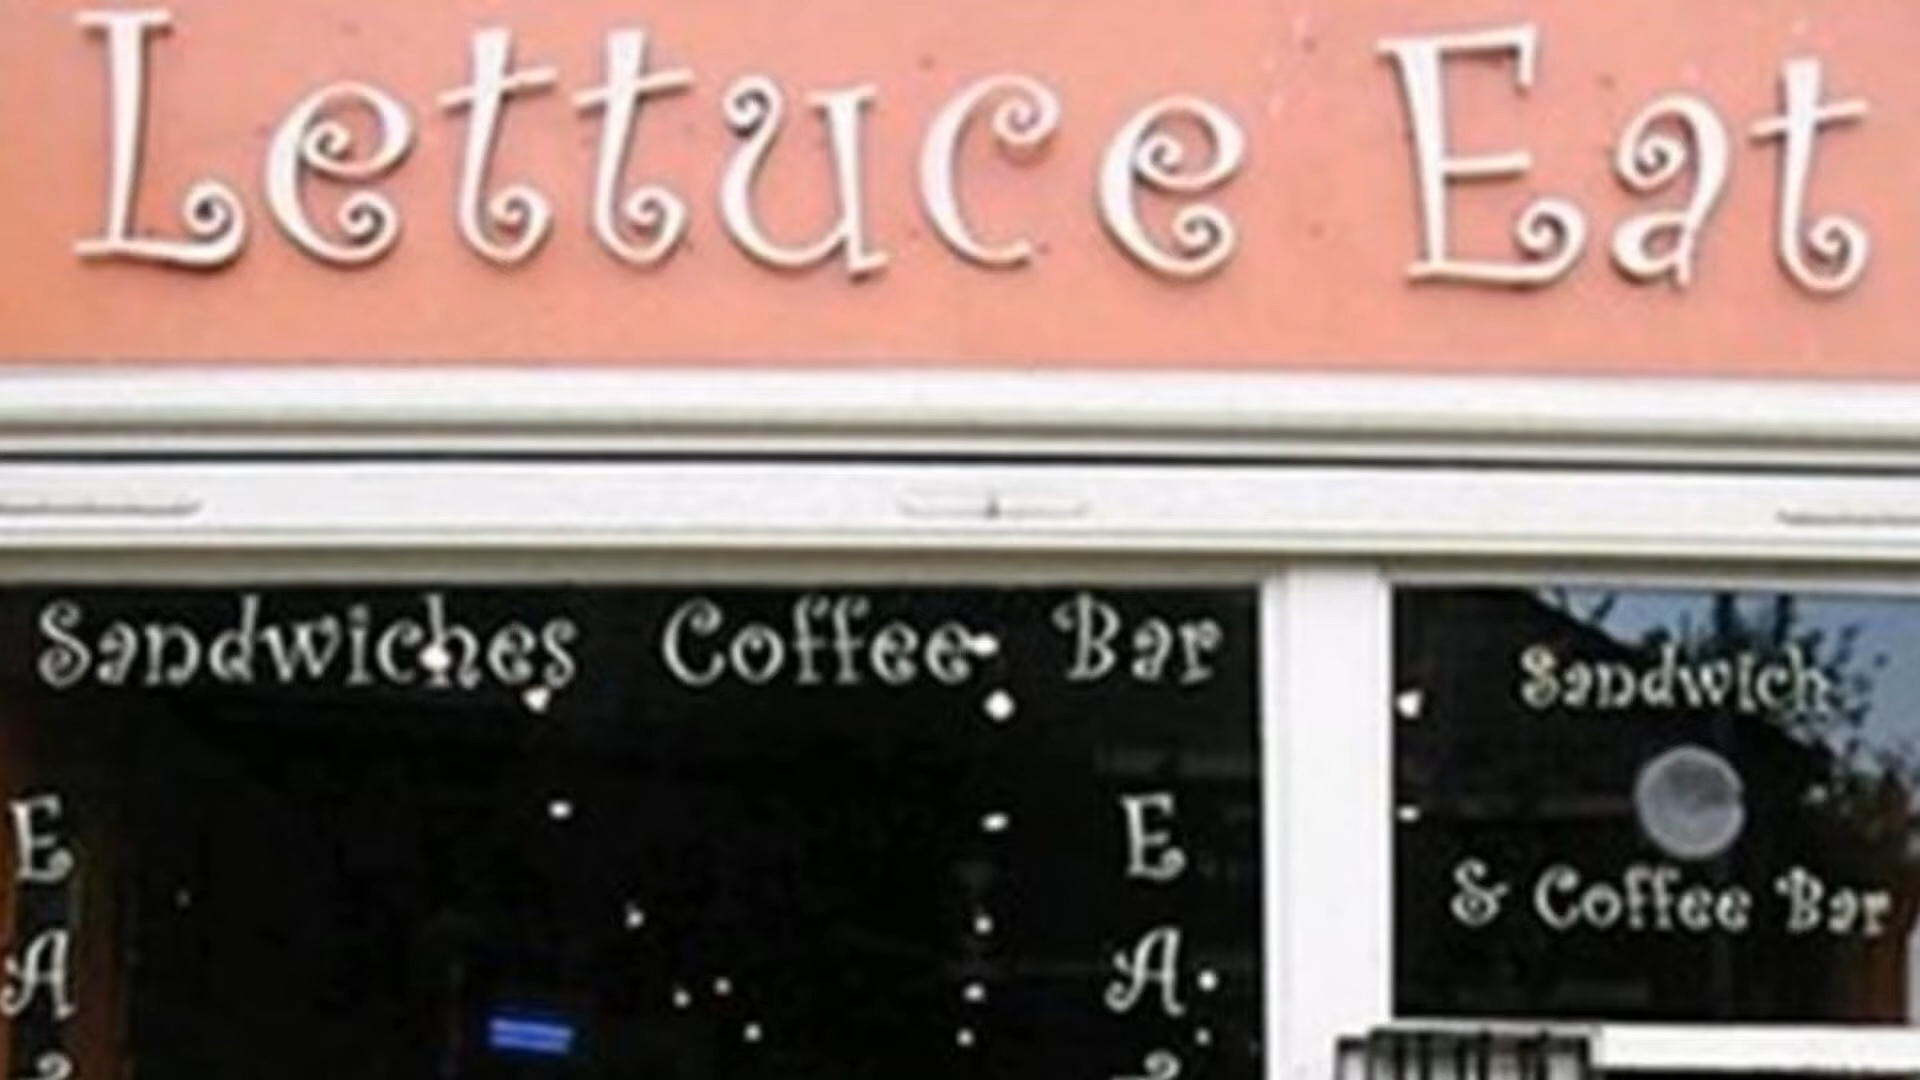 Lettuce Eat
Sandwiches Coffee Bar
Sandwich
& Coffee Bar
E
A
E
A